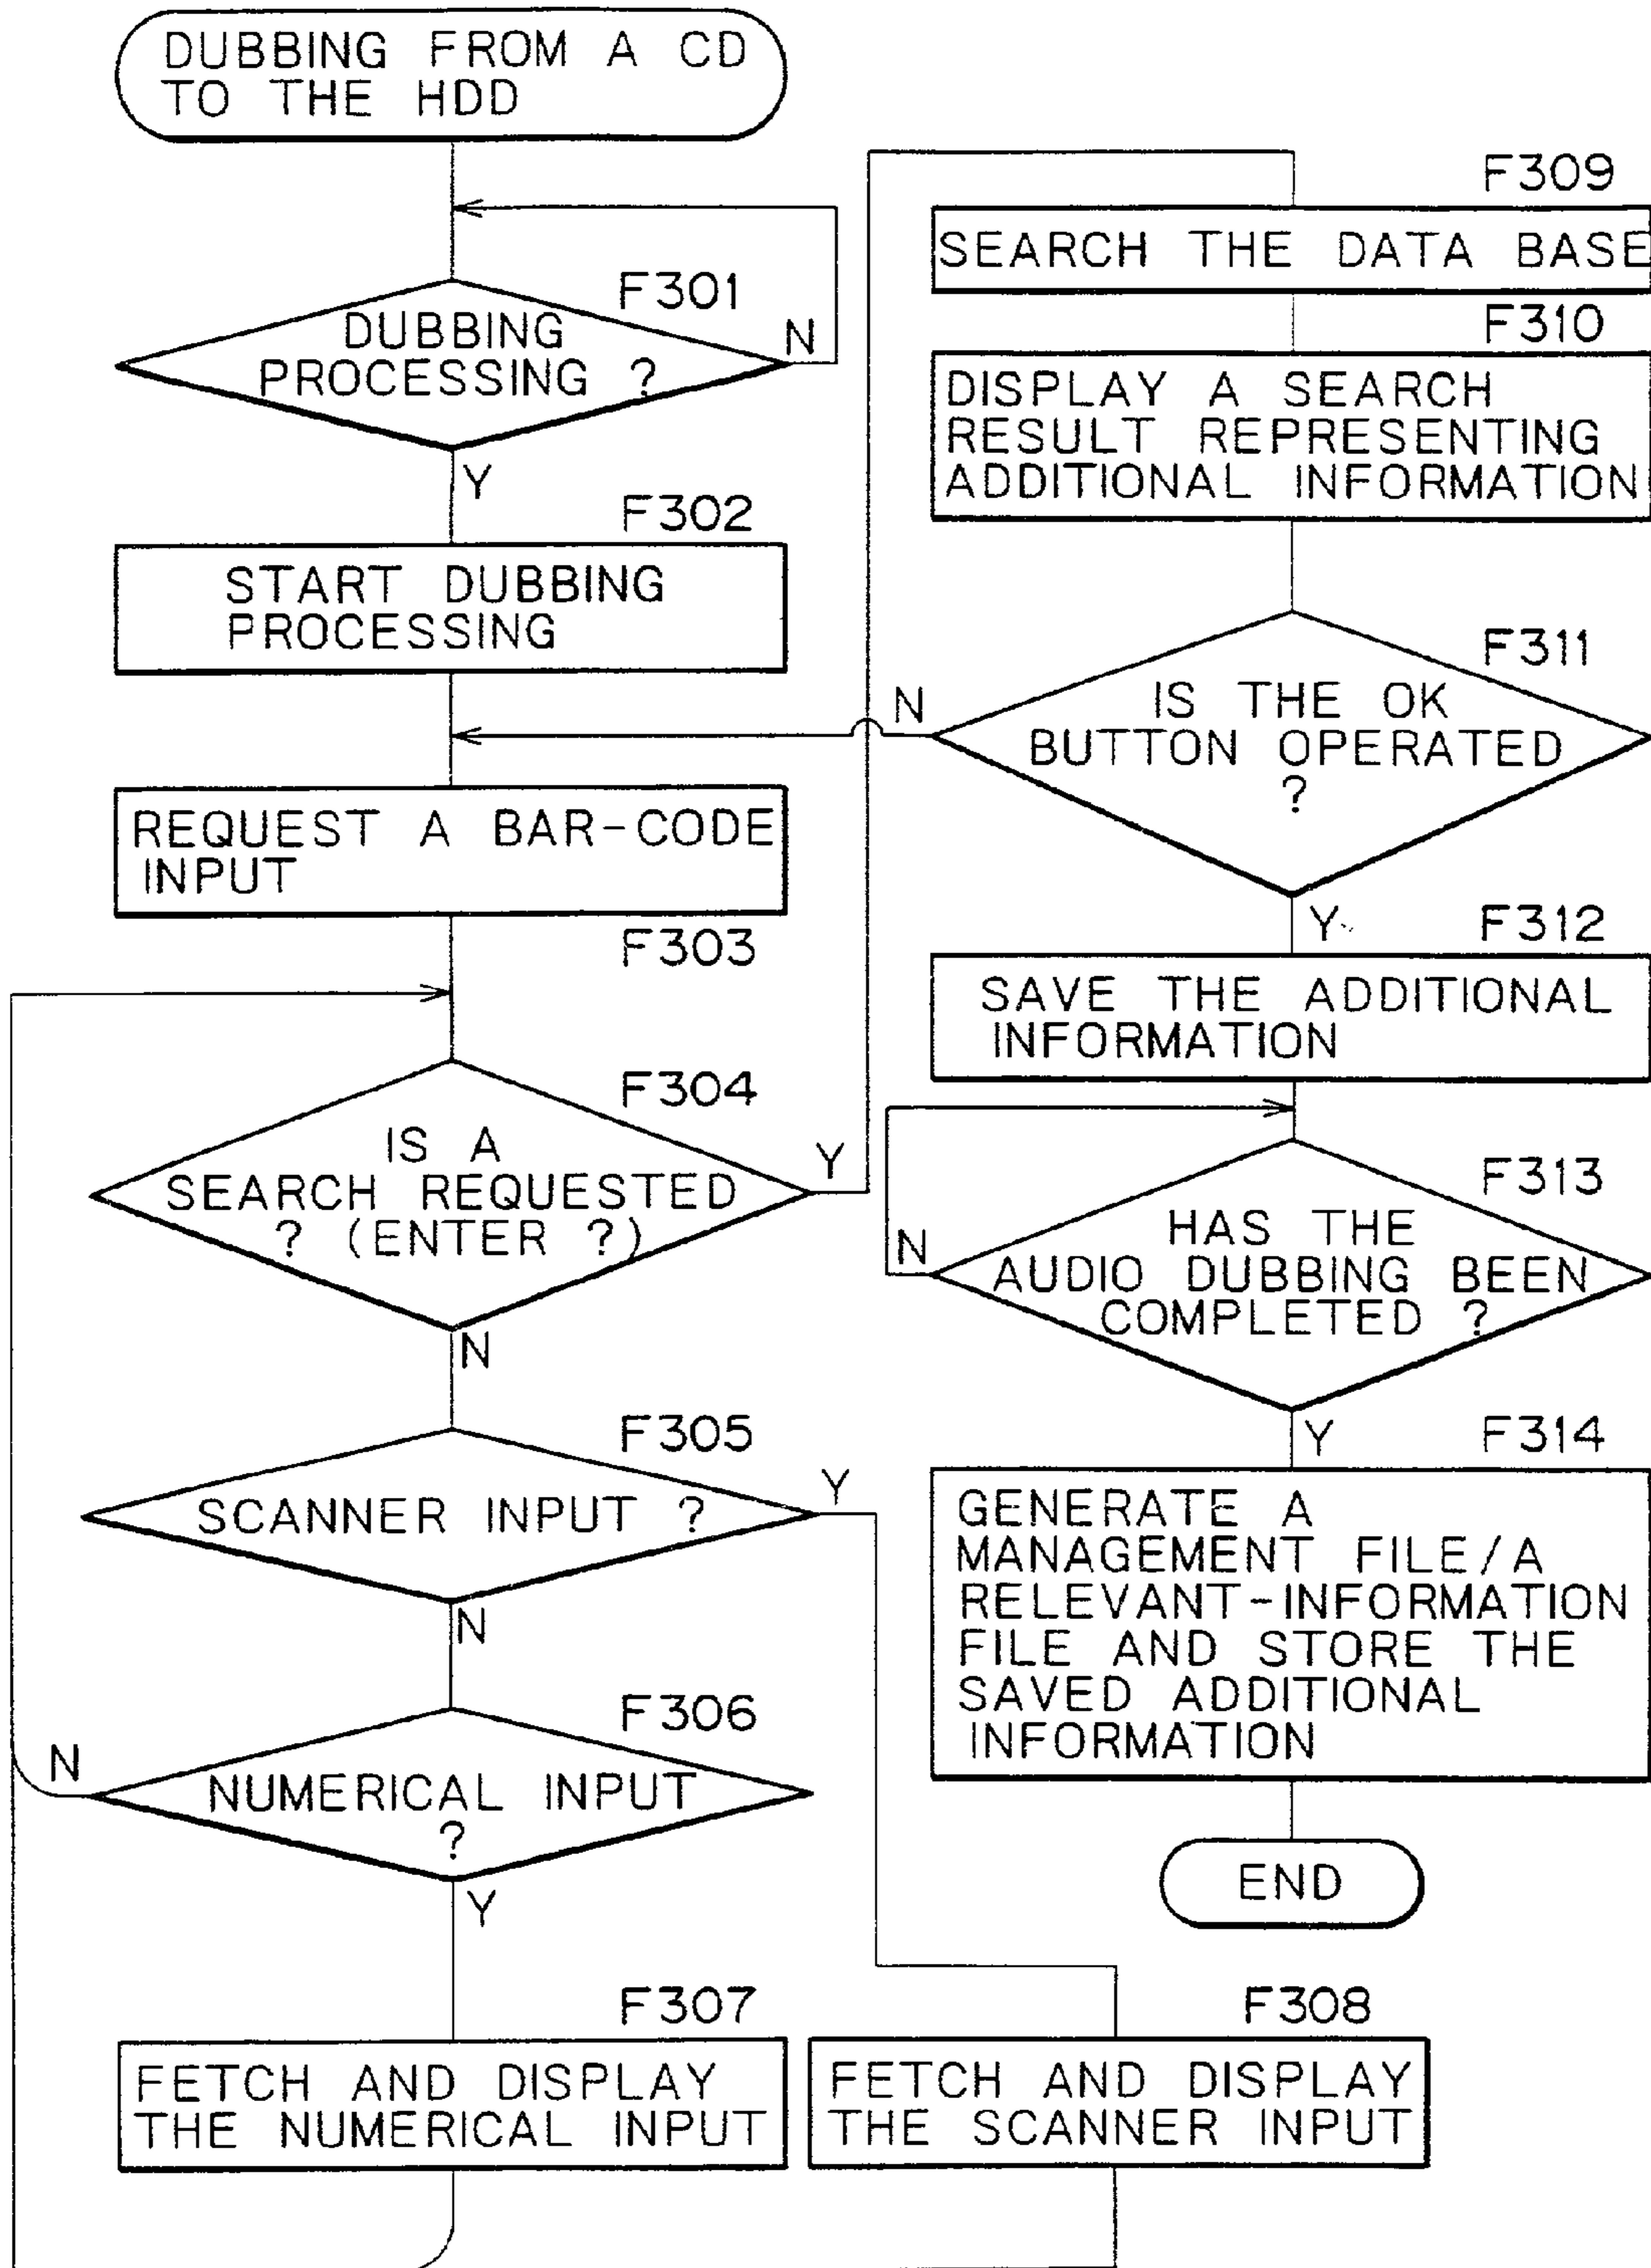 DUBBING FROM A CD
TO THE HDD
F301
DUBBING
PROCESSING ?
N
Y
F302
START DUBBING
PROCESSING
REQUEST A BAR-CODE
INPUT
F303
F304
IS A
SEARCH REQUESTED
? (ENTER ?)
Y
N
F305
SCANNER INPUT ?
Y
N
F306
NUMERICAL INPUT
?
N
Y
F307
FETCH AND DISPLAY
THE NUMERICAL INPUT
F308
FETCH AND DISPLAY
THE SCANNER INPUT
F309
SEARCH THE DATA BASE
F310
DISPLAY A SEARCH
RESULT REPRESENTING
ADDITIONAL INFORMATION
F311
IS THE OK
BUTTON OPERATED
?
N
Y
F312
SAVE THE ADDITIONAL
INFORMATION
F313
HAS THE
AUDIO DUBBING BEEN
COMPLETED ?
N
Y
F314
GENERATE A
MANAGEMENT FILE/A
RELEVANT-INFORMATION
FILE AND STORE THE
SAVED ADDITIONAL
INFORMATION
END